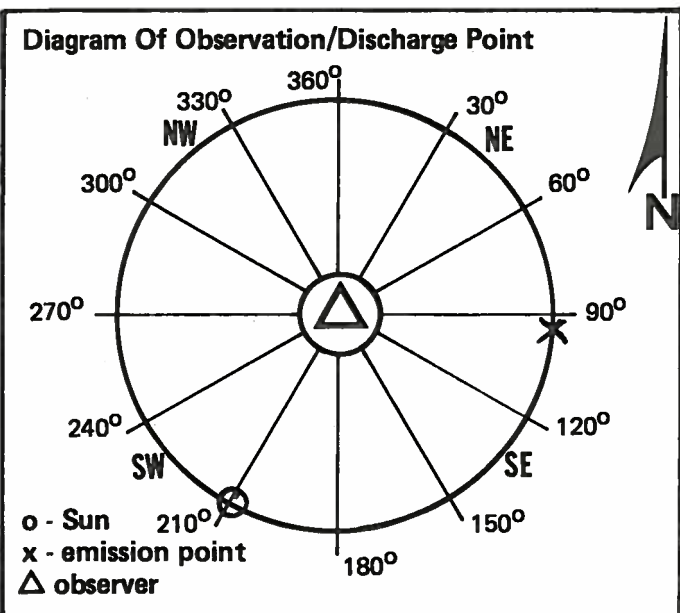 Diagram Of Observation/Discharge Point
360°
330°
30°
NW
NE
300°
60°
N
270°
90°
x
240°
120°
SW
SE
o - Sun
210°
150°
x - emission point
180°
Δ observer